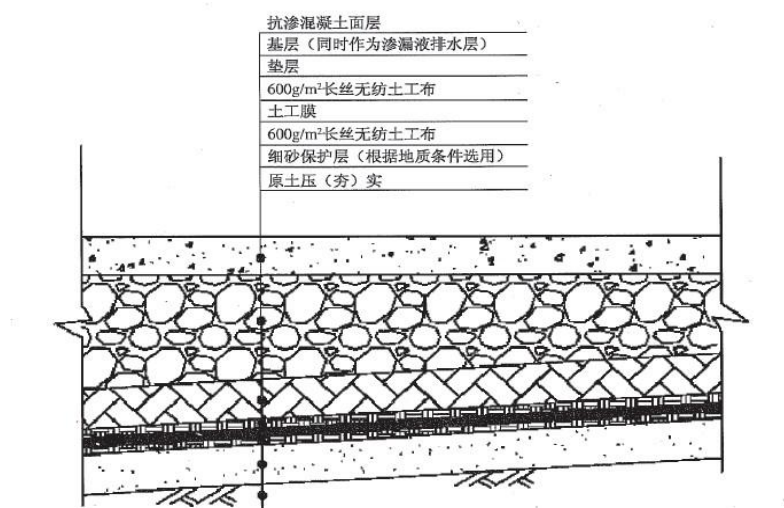 抗渗混凝土面层
基层（同时作为渗漏液排水层）
垫层
600g/m²长丝无纺土工布
土工膜
600g/m²长丝无纺土工布
细砂保护层（根据地质条件选用）
原土压（夯）实